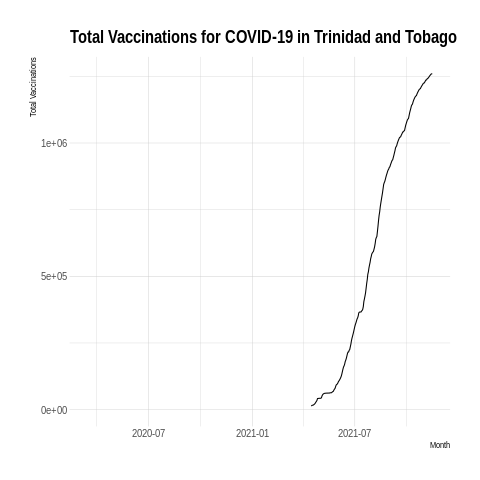 Total Vaccinations for COVID-19 in Trinidad and Tobago
Total Vaccinations
1e+06
5e+05
0e+00
2020-07
2021-01
2021-07
Month